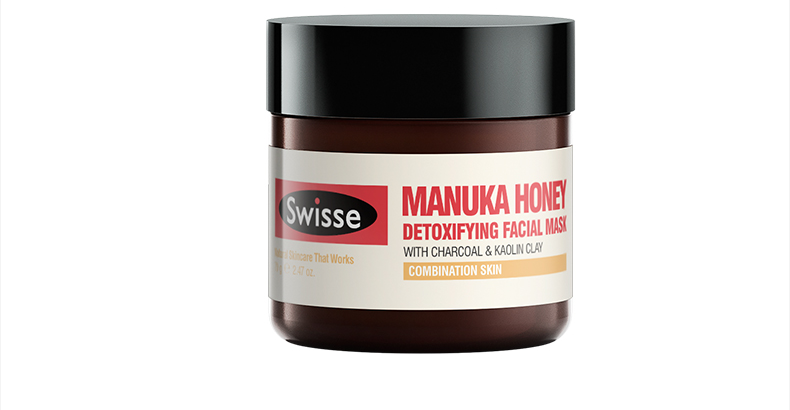 Swisse
MANUKA HONEY
DETOXIFYING FACIAL MASK
WITH CHARCOAL & KAOLIN CLAY
COMBINATION SKIN
Skincare That Works
2.47 oz.